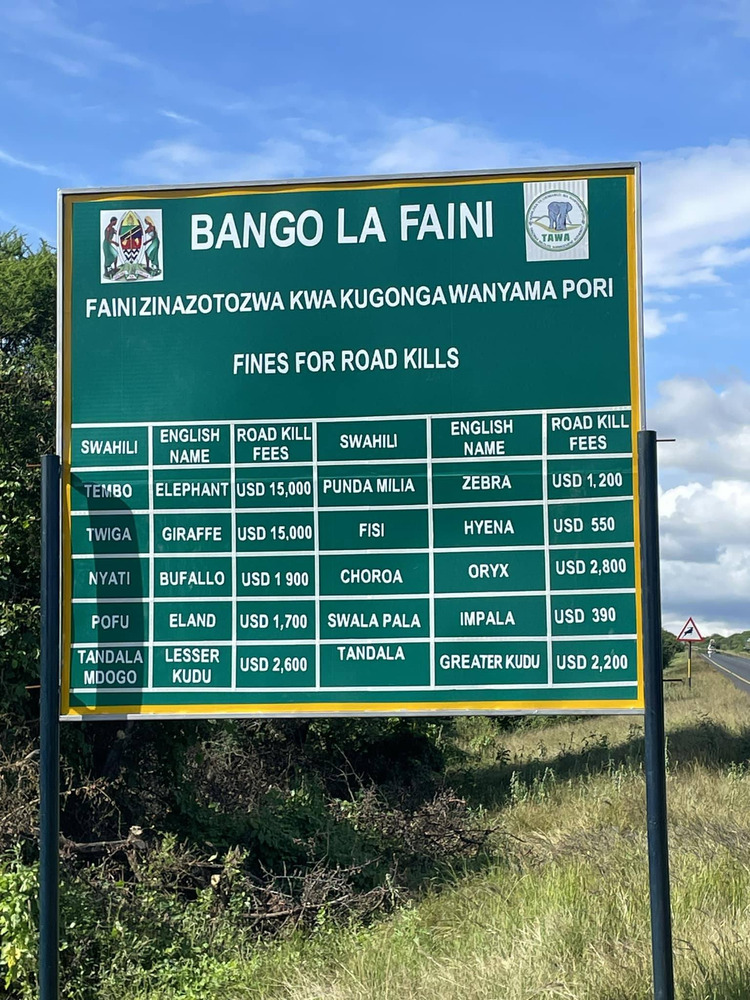 BANGO LA FAINI
TAWA
FAINI ZINAZOTOZWA KWA KUGONGA WANYAMA PORI
FINES FOR ROAD KILLS
SWAHILI ENGLISH NAME ROAD KILL FEES SWAHILI ENGLISH NAME ROAD KILL FEES
TEMBO ELEPHANT USD 15,000 PUNDA MILIA ZEBRA USD 1,200
TWIGA GIRAFFE USD 15,000 FISI HYENA USD 550
NYATI BUFALLO USD 1 900 CHOROA ORYX USD 2,800
POFU ELAND USD 1,700 SWALA PALA IMPALA USD 390
TANDALA MDOGO LESSER KUDU USD 2,600 TANDALA GREATER KUDU USD 2,200